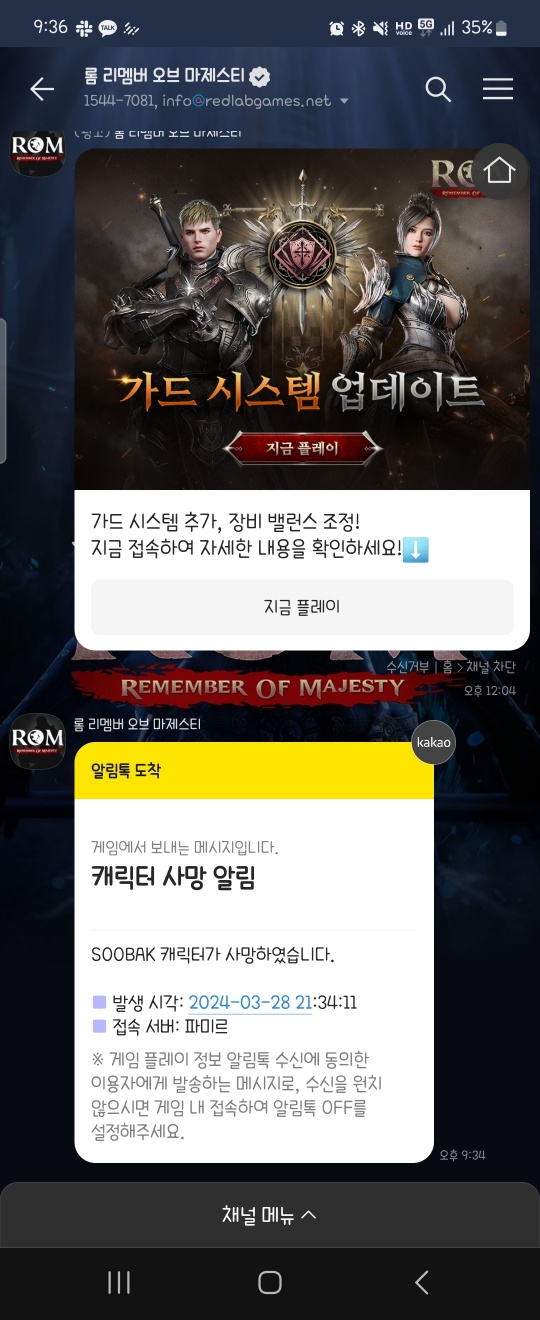 9:36
TALK
HD voice
5G
35%
롬 리멤버 오브 마제스티
1544-7081, info@redlabgames.net
(광고) 롬 리멤버 오브 마제스티
ROM
REMEMBER OF MAJESTY
가드 시스템 업데이트
지금 플레이
가드 시스템 추가, 장비 밸런스 조정!
지금 접속하여 자세한 내용을 확인하세요!⬇️
지금 플레이
수신거부 | 홈 > 채널 차단
오후 12:04
REMEMBER OF MAJESTY
ROM
REMEMBER OF MAJESTY
롬 리멤버 오브 마제스티
kakao
알림톡 도착
게임에서 보내는 메시지입니다.
캐릭터 사망 알림
SOOBAK 캐릭터가 사망하였습니다.
발생 시각: 2024-03-28 21:34:11
접속 서버: 파미르
※ 게임 플레이 정보 알림톡 수신에 동의한
이용자에게 발송하는 메시지로, 수신을 원치
않으시면 게임 내 접속하여 알림톡 OFF를
설정해주세요.
오후 9:34
채널 메뉴